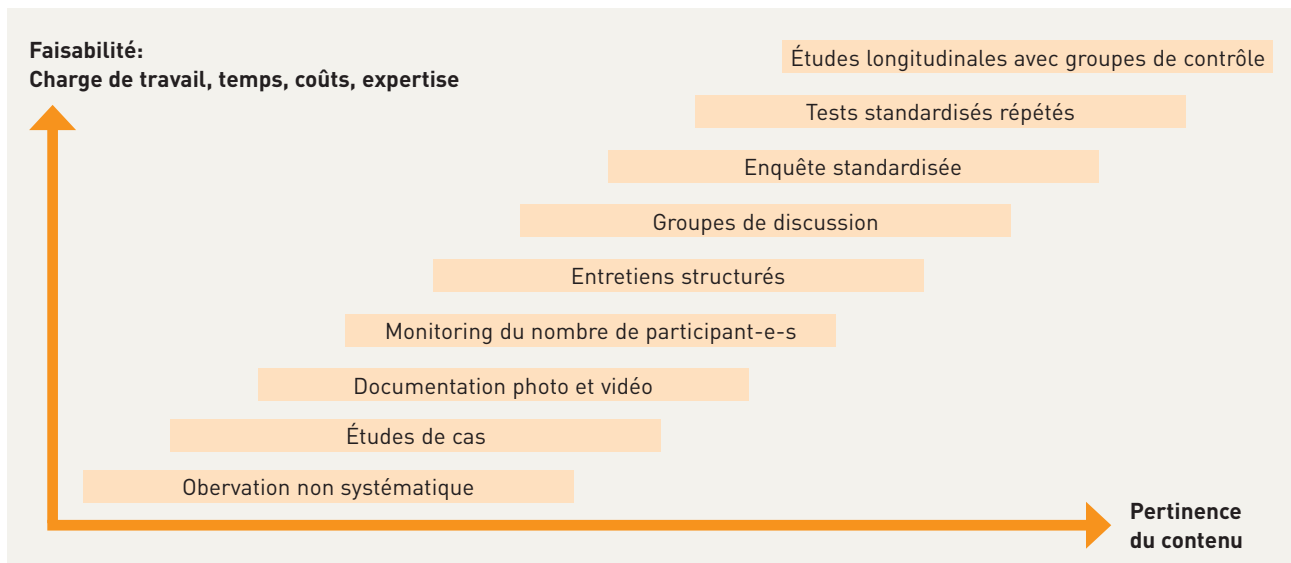 Faisabilité:
Charge de travail, temps, coûts, expertise
Études longitudinales avec groupes de contrôle
Tests standardisés répétés
Enquête standardisée
Groupes de discussion
Entretiens structurés
Monitoring du nombre de participant-e-s
Documentation photo et vidéo
Études de cas
Obervation non systématique
Pertinence
du contenu